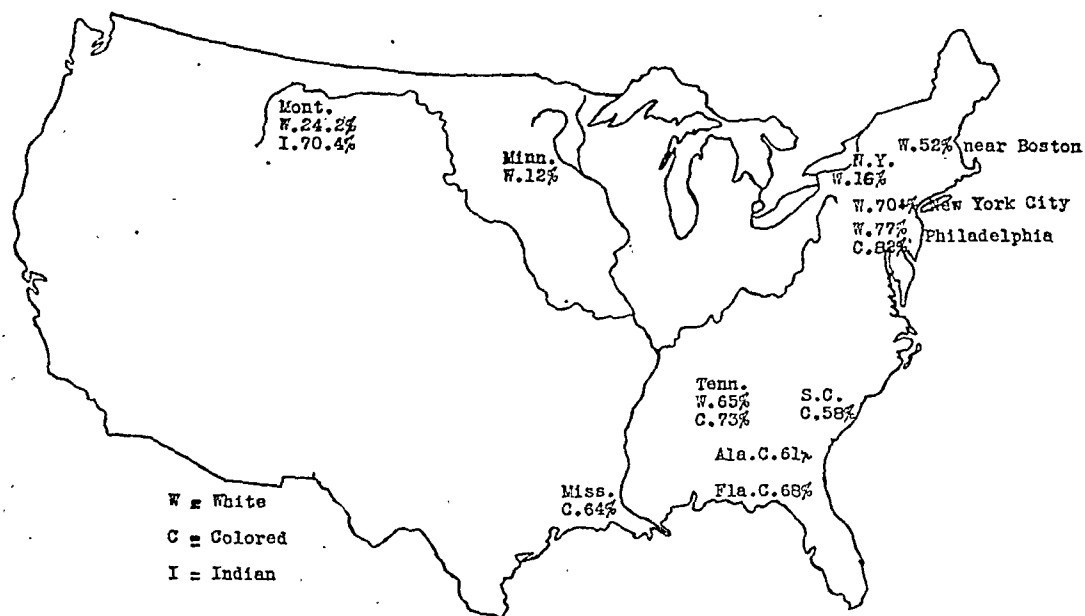 Mont.
W.24.2%
I.70.4%
Minn.
W.12%
W.52% near Boston
N.Y.
W.16%
W.70+% New York City
W.77%
C.82% Philadelphia
Tenn.
W.65%
C.73%
S.C.
C.58%
Ala.C.61%
Miss.
C.64%
Fla.C.68%
W = White
C = Colored
I = Indian